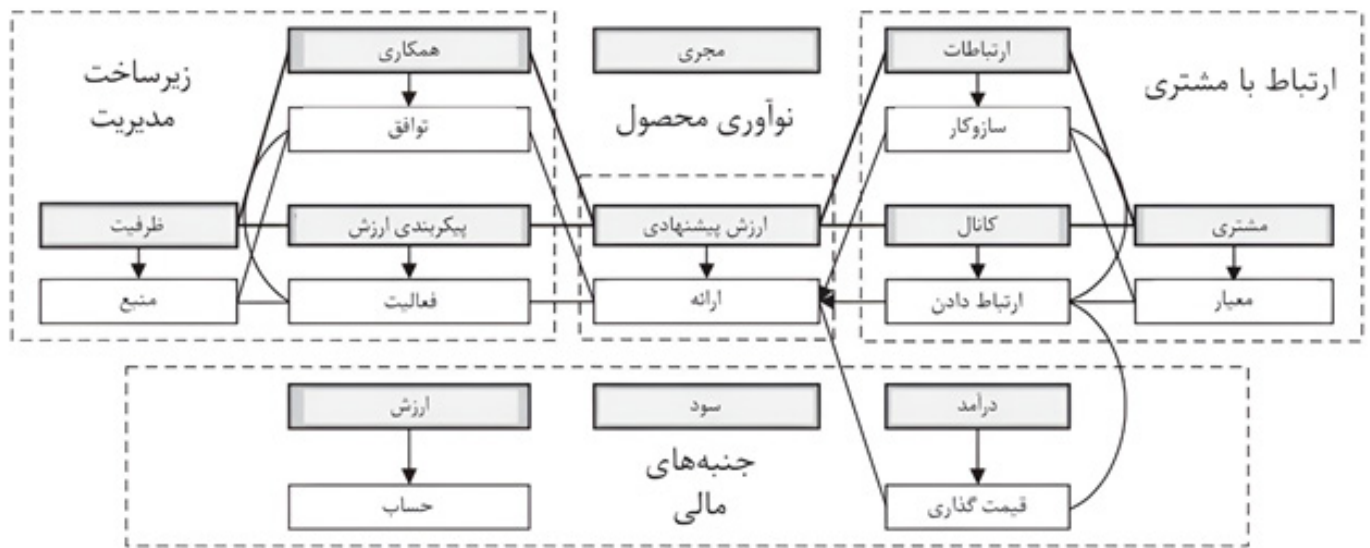 ارتباطات
مجری
همکاری
ارتباط با مشتری
زیرساخت
مدیریت
نوآوری محصول
سازوکار
توافق
مشتری
کانال
ارزش پیشنهادی
پیکربندی ارزش
ظرفیت
معیار
ارتباط دادن
ارائه
فعالیت
منبع
درآمد
سود
ارزش
جنبه‌های
مالی
قیمت گذاری
حساب